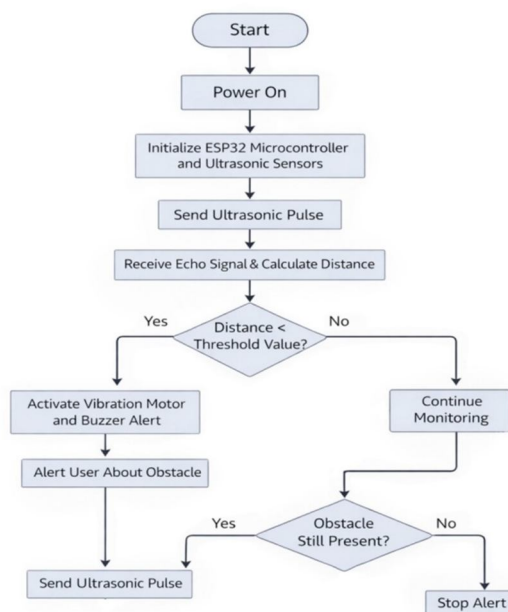 Start
Power On
Initialize ESP32 Microcontroller
and Ultrasonic Sensors
Send Ultrasonic Pulse
Receive Echo Signal & Calculate Distance
Yes
Distance <
Threshold Value?
No
Activate Vibration Motor
and Buzzer Alert
Continue
Monitoring
Alert User About Obstacle
Yes
Obstacle
Still Present?
No
Send Ultrasonic Pulse
Stop Alert